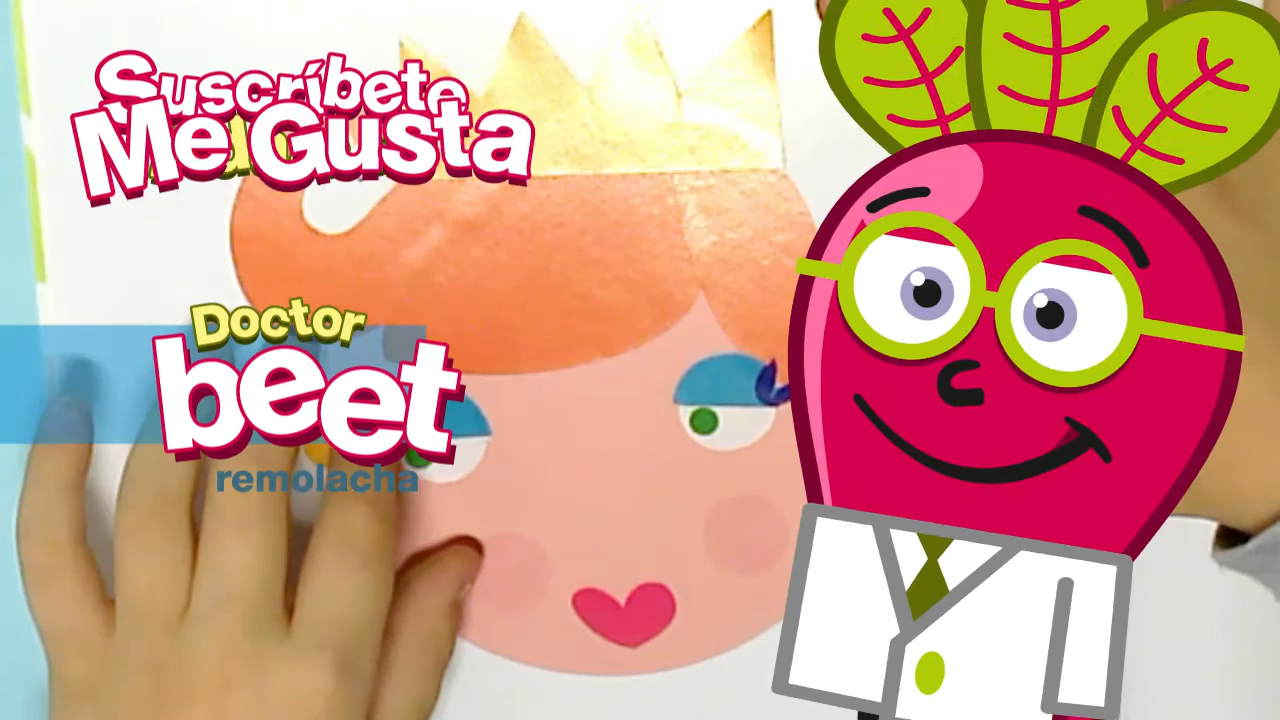 Suscríbete
Me Gusta
Doctor
beet
remolacha